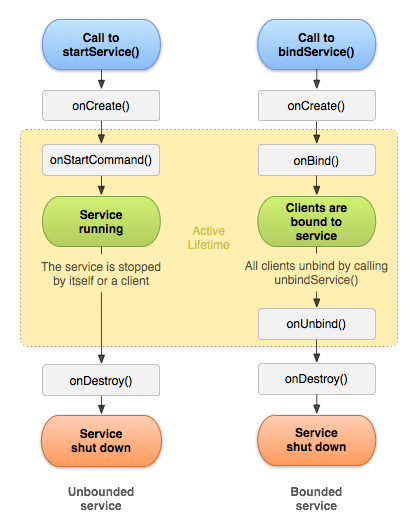 Call to
startService()
onCreate()
onStartCommand()
Service
running
The service is stopped
by itself or a client
onDestroy()
Service
shut down
Unbounded
service
Active
Lifetime
Call to
bindService()
onCreate()
onBind()
Clients are
bound to
service
All clients unbind by calling
unbindService()
onUnbind()
onDestroy()
Service
shut down
Bounded
service